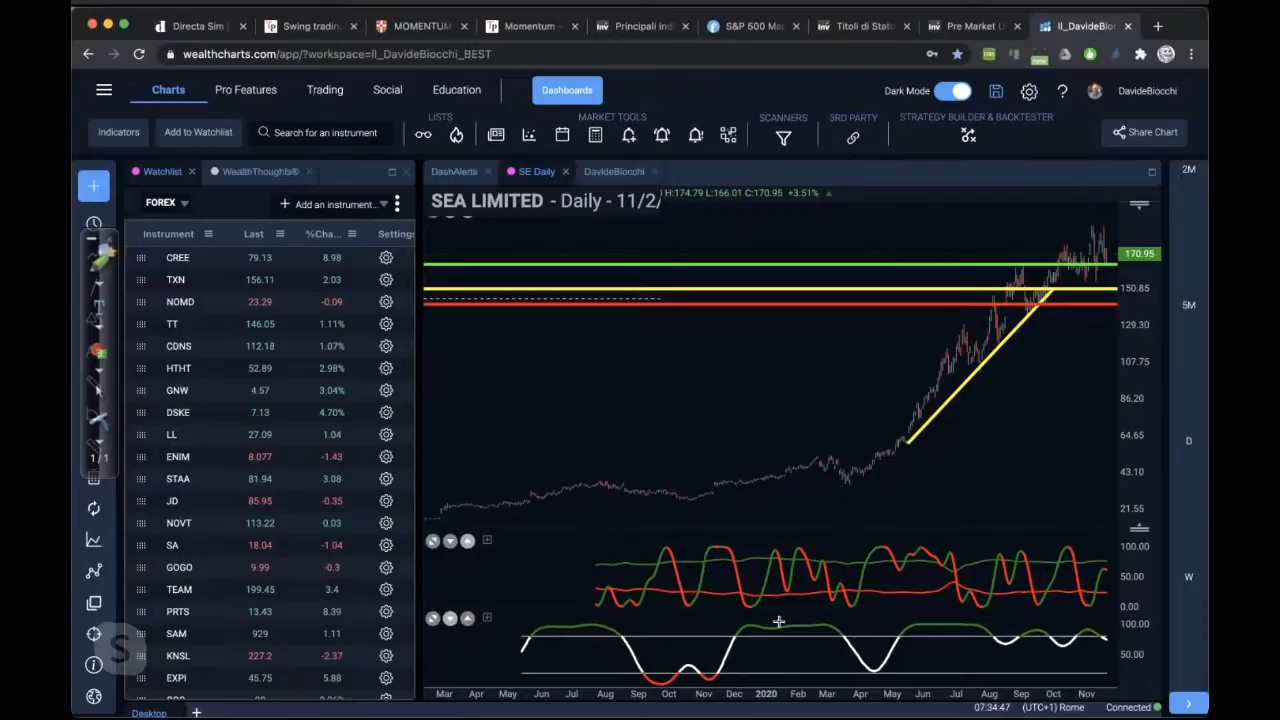 Directa Sim
Swing tradin
MOMENTUM
Momentum -
Principali ind
S&P 500 Map
Titoli di Stato
Pre Market U
II_DavideBio
wealthcharts.com/app/?workspace=II_DavideBiocchi_BEST
new
Charts
Pro Features
Trading
Social
Education
Dashboards
Dark Mode
DavideBiocchi
LISTS
MARKET TOOLS
SCANNERS
3RD PARTY
STRATEGY BUILDER & BACKTESTER
Indicators
Add to Watchlist
Search for an instrument
Share Chart
Watchlist
WealthThoughts®
DashAlerts
SE Daily
DavideBiocchi
2M
FOREX
Add an instrument...
SEA LIMITED - Daily - 11/2/
H:174.79 L:166.01 C:170.95 +3.51%
Instrument Last %Cha... Settings
CREE 79.13 8.98
TXN 156.11 2.03
NOMD 23.29 -0.09
TT 146.05 1.11%
CDNS 112.18 1.07%
HTHT 52.89 2.98%
GNW 4.57 3.04%
DSKE 7.13 4.70%
LL 27.09 1.04
ENIM 8.077 -1.43
STAA 81.94 3.08
JD 85.95 -0.35
NOVT 113.22 0.03
SA 18.04 -1.04
GOGO 9.99 -0.3
TEAM 199.45 3.4
PRTS 13.43 8.39
SAM 929 1.11
KNSL 227.2 -2.37
EXPI 45.75 5.88
1/1
S
170.95
150.85
129.30
107.75
86.20
64.65
43.10
21.55
100.00
50.00
0.00
100.00
50.00
5M
D
W
Mar Apr May Jun Jul Aug Sep Oct Nov Dec 2020 Feb Mar Apr May Jun Jul Aug Sep Oct Nov
Desktop
07:34:47 (UTC+1) Rome Connected